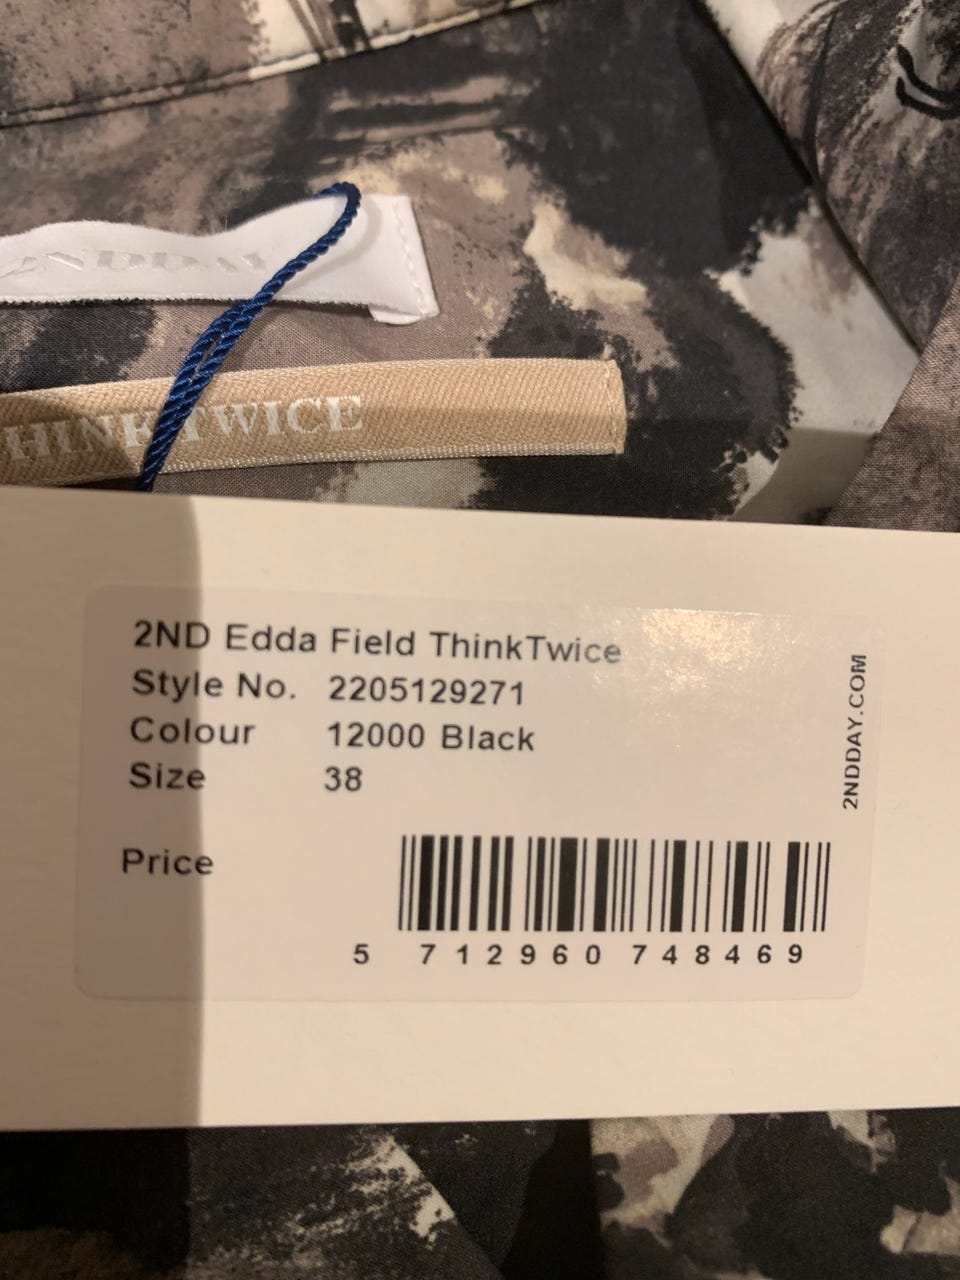 2NDDAY
THINKTWICE
2ND Edda Field ThinkTwice
Style No. 2205129271
Colour 12000 Black
Size 38
Price
5 712960 748469
2NDDAY.COM